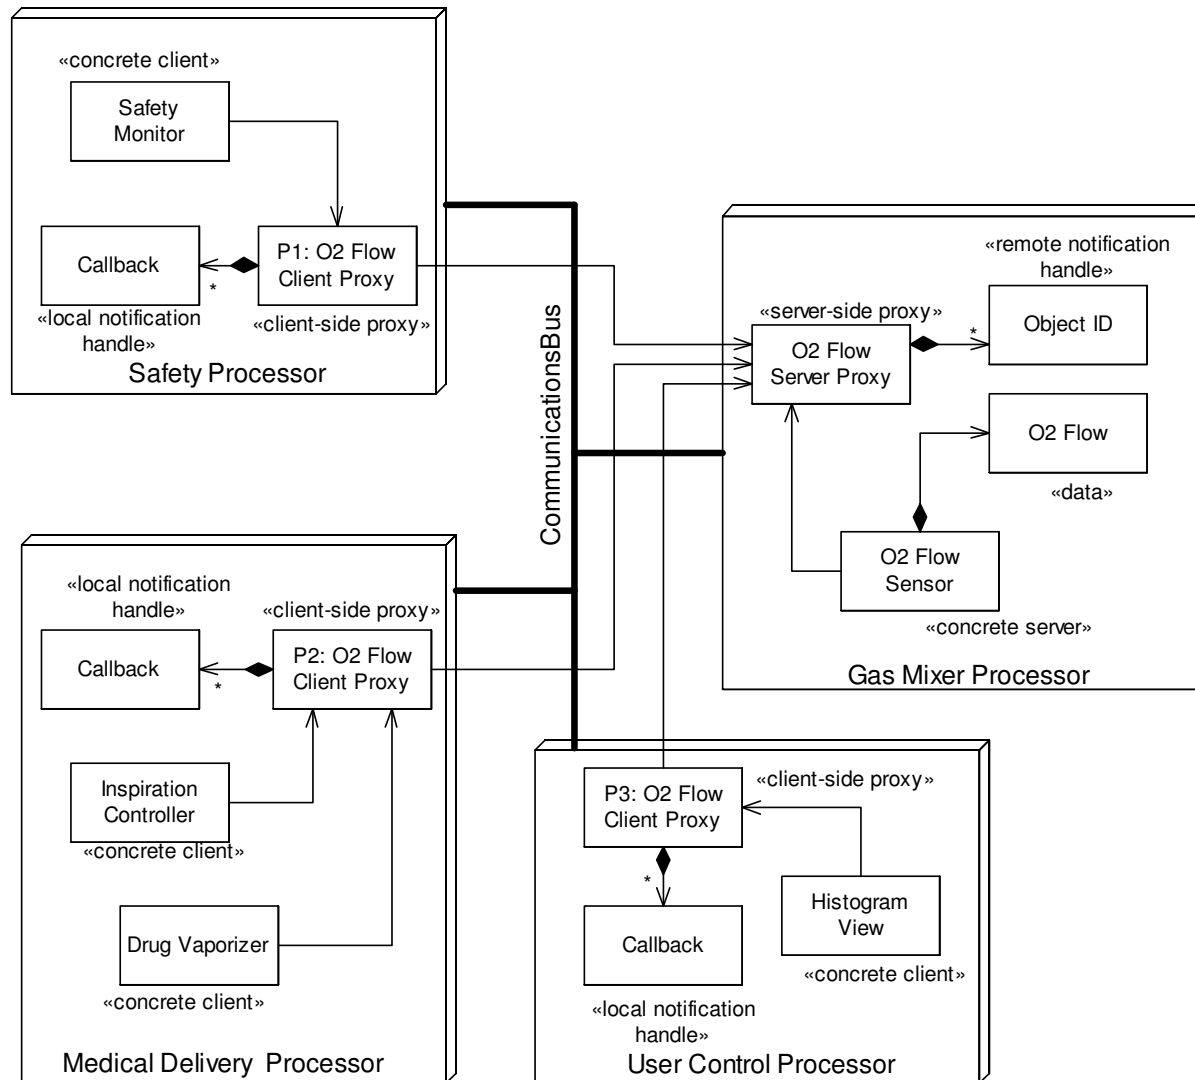 «concrete client»
Safety
Monitor
Callback
*
P1: O2 Flow
Client Proxy
«local notification
handle»
«client-side proxy»
Safety Processor
CommunicationsBus
«remote notification
handle»
«server-side proxy»
O2 Flow
Server Proxy
*
Object ID
O2 Flow
«data»
O2 Flow
Sensor
«concrete server»
Gas Mixer Processor
«local notification
handle»
«client-side proxy»
Callback
*
P2: O2 Flow
Client Proxy
Inspiration
Controller
«concrete client»
Drug Vaporizer
«concrete client»
Medical Delivery Processor
P3: O2 Flow
Client Proxy
«client-side proxy»
*
Callback
«local notification
handle»
Histogram
View
«concrete client»
User Control Processor